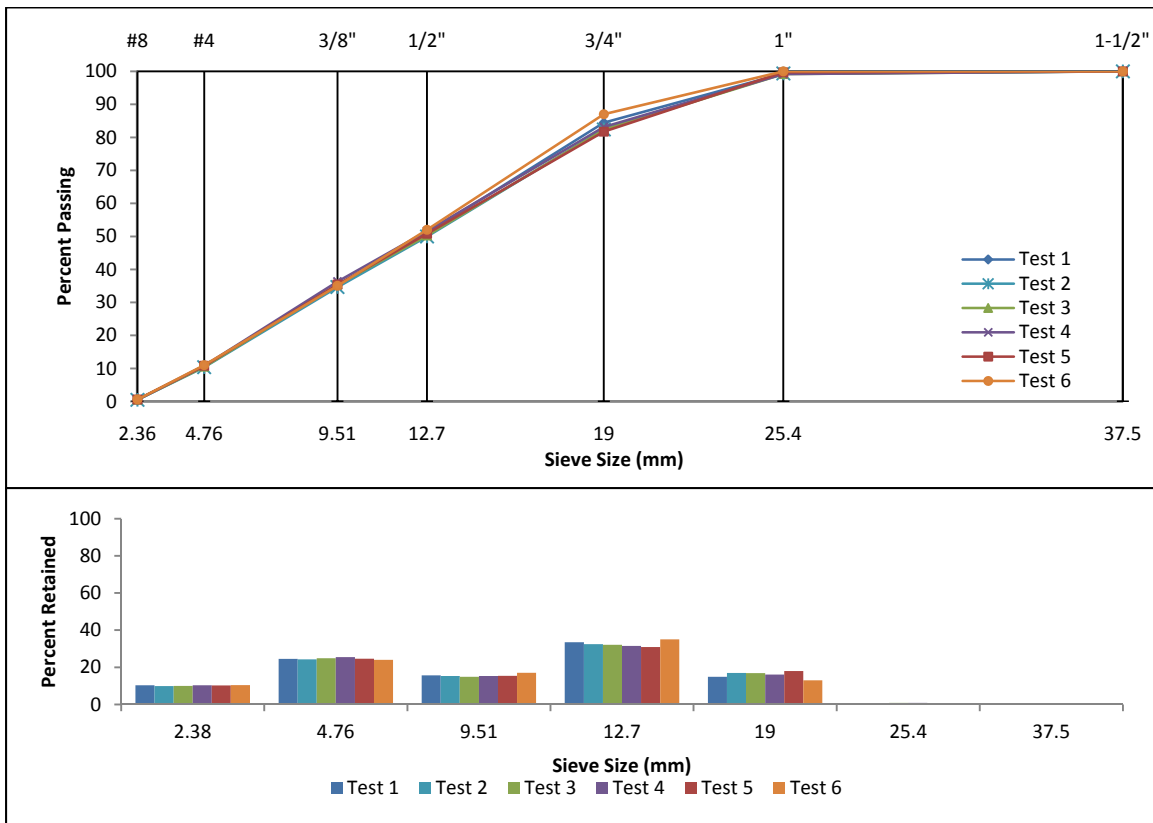 #8 #4 3/8" 1/2" 3/4" 1" 1-1/2"
100
90
80
70
60
50
40
30
20
10
0
Percent Passing
Test 1
Test 2
Test 3
Test 4
Test 5
Test 6
2.36 4.76 9.51 12.7 19 25.4 37.5
Sieve Size (mm)
100
80
60
40
20
0
Percent Retained
2.38 4.76 9.51 12.7 19 25.4 37.5
Sieve Size (mm)
Test 1 Test 2 Test 3 Test 4 Test 5 Test 6